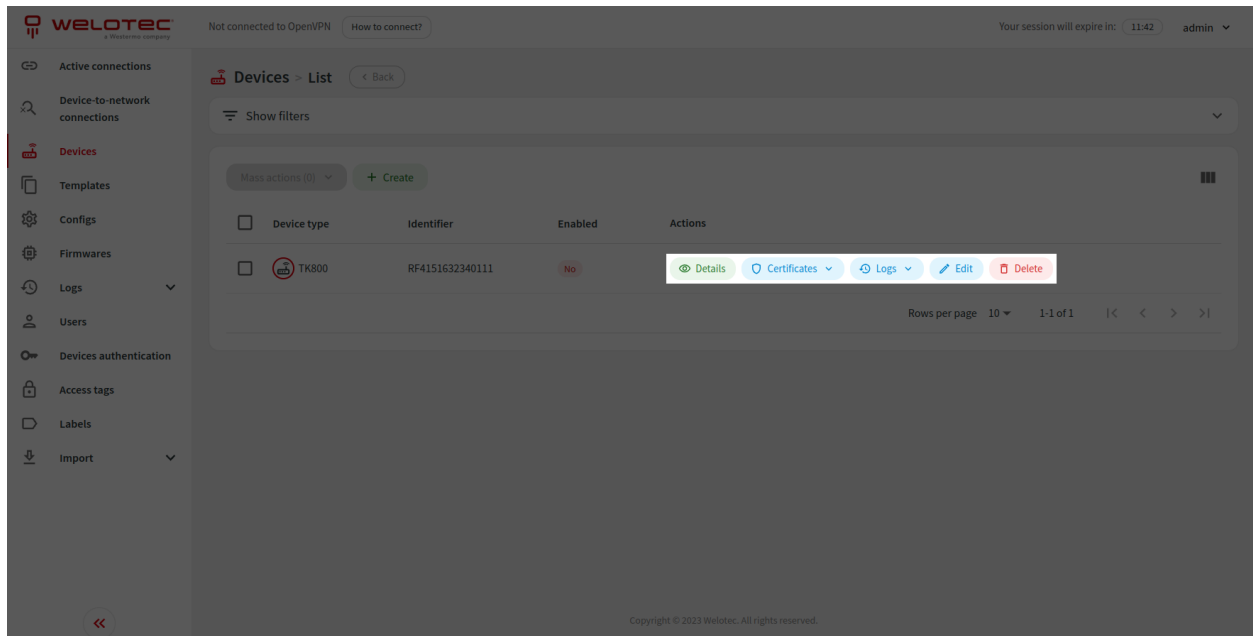 WELOTEC
a Westermo company
Not connected to OpenVPN
How to connect?
Your session will expire in:
11:42
admin
Active connections
Device-to-network
connections
Devices
Templates
Configs
Firmwares
Logs
Users
Devices authentication
Access tags
Labels
Import
Devices > List
Back
Show filters
Mass actions (0)
+ Create
Device type Identifier Enabled Actions
TK800 RF4151632340111 No Details Certificates Logs Edit Delete
Rows per page 10 1-1 of 1
Copyright © 2023 Welotec. All rights reserved.